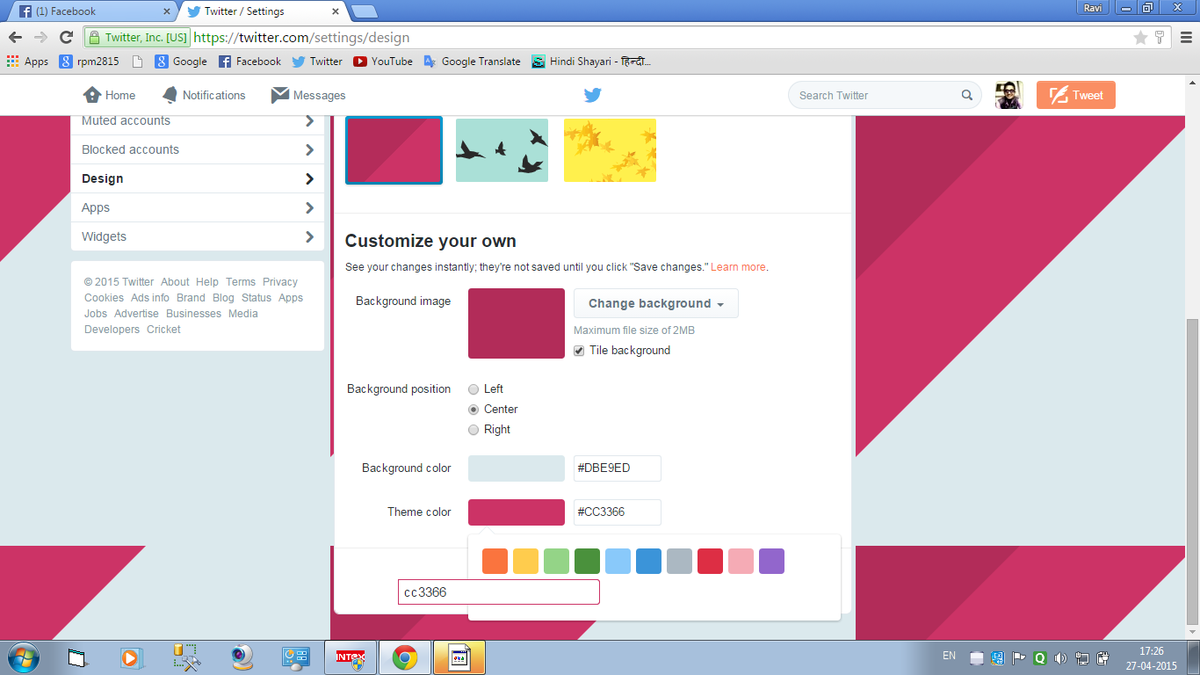 (1) Facebook
Twitter / Settings
Ravi
Twitter, Inc. [US] https://twitter.com/settings/design
Apps rpm2815 Google Facebook Twitter YouTube Google Translate Hindi Shayari - हिन्दी...
Home Notifications Messages Search Twitter Tweet
Muted accounts
Blocked accounts
Design
Apps
Widgets
© 2015 Twitter About Help Terms Privacy
Cookies Ads info Brand Blog Status Apps
Jobs Advertise Businesses Media
Developers Cricket
Customize your own
See your changes instantly; they're not saved until you click "Save changes." Learn more.
Background image
Change background
Maximum file size of 2MB
Tile background
Background position
Left
Center
Right
Background color #DBE9ED
Theme color #CC3366
cc3366
INTEX
EN
17:26
27-04-2015